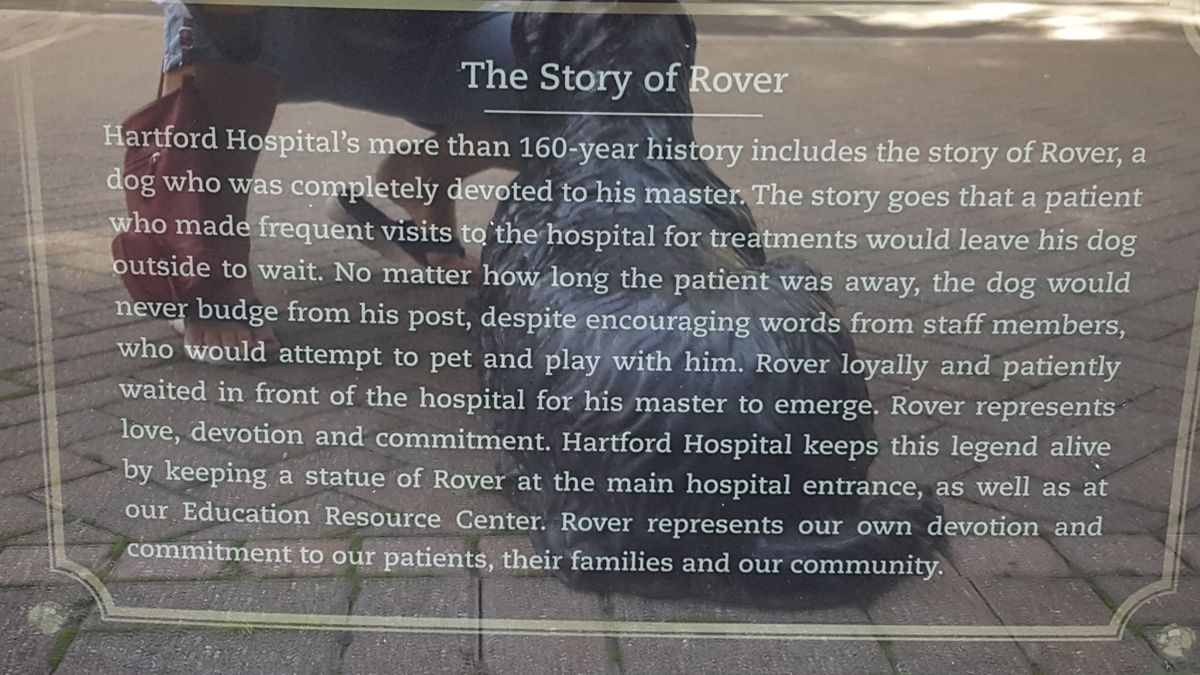 The Story of Rover
Hartford Hospital's more than 160-year history includes the story of Rover, a
dog who was completely devoted to his master. The story goes that a patient
who made frequent visits to the hospital for treatments would leave his dog
outside to wait. No matter how long the patient was away, the dog would
never budge from his post, despite encouraging words from staff members,
who would attempt to pet and play with him. Rover loyally and patiently
waited in front of the hospital for his master to emerge. Rover represents
love, devotion and commitment. Hartford Hospital keeps this legend alive
by keeping a statue of Rover at the main hospital entrance, as well as at
our Education Resource Center. Rover represents our own devotion and
commitment to our patients, their families and our community.